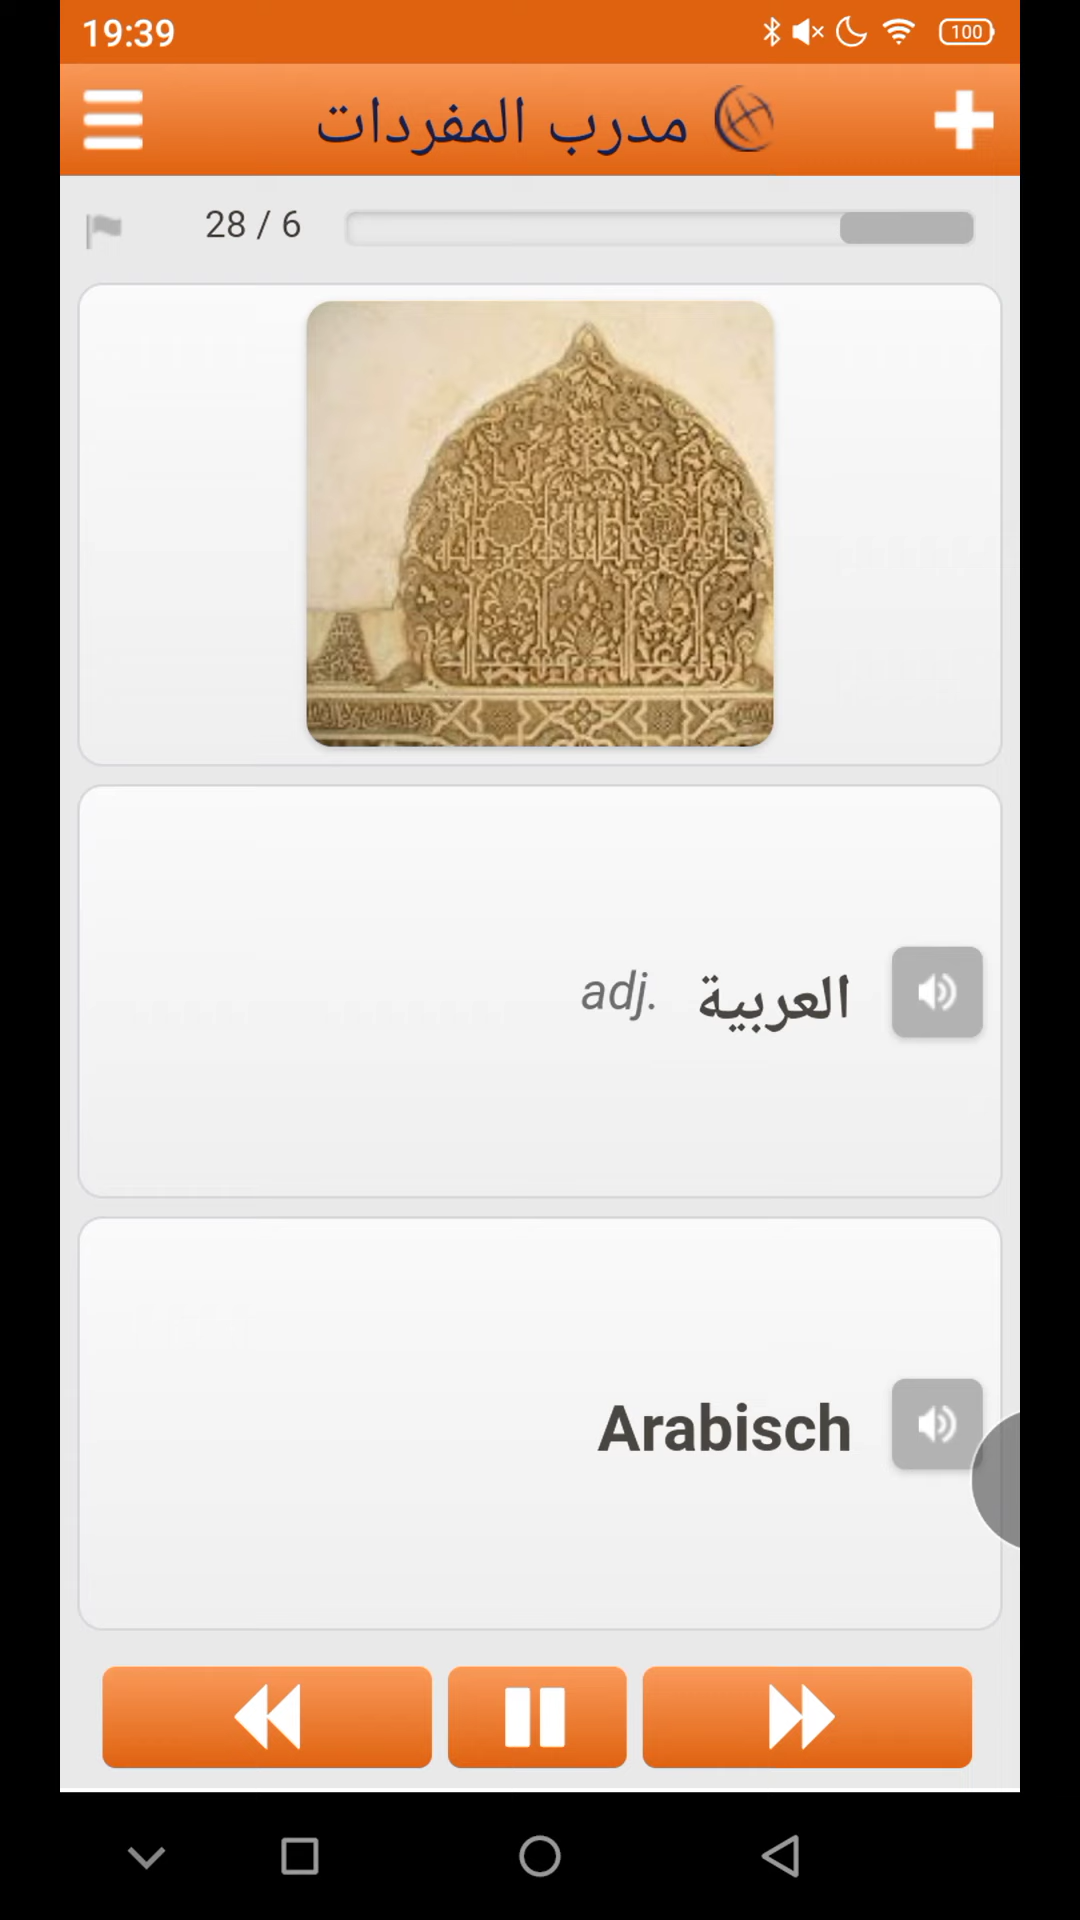 19:39
100
مدرب المفردات
28 / 6
العربية adj.
Arabisch